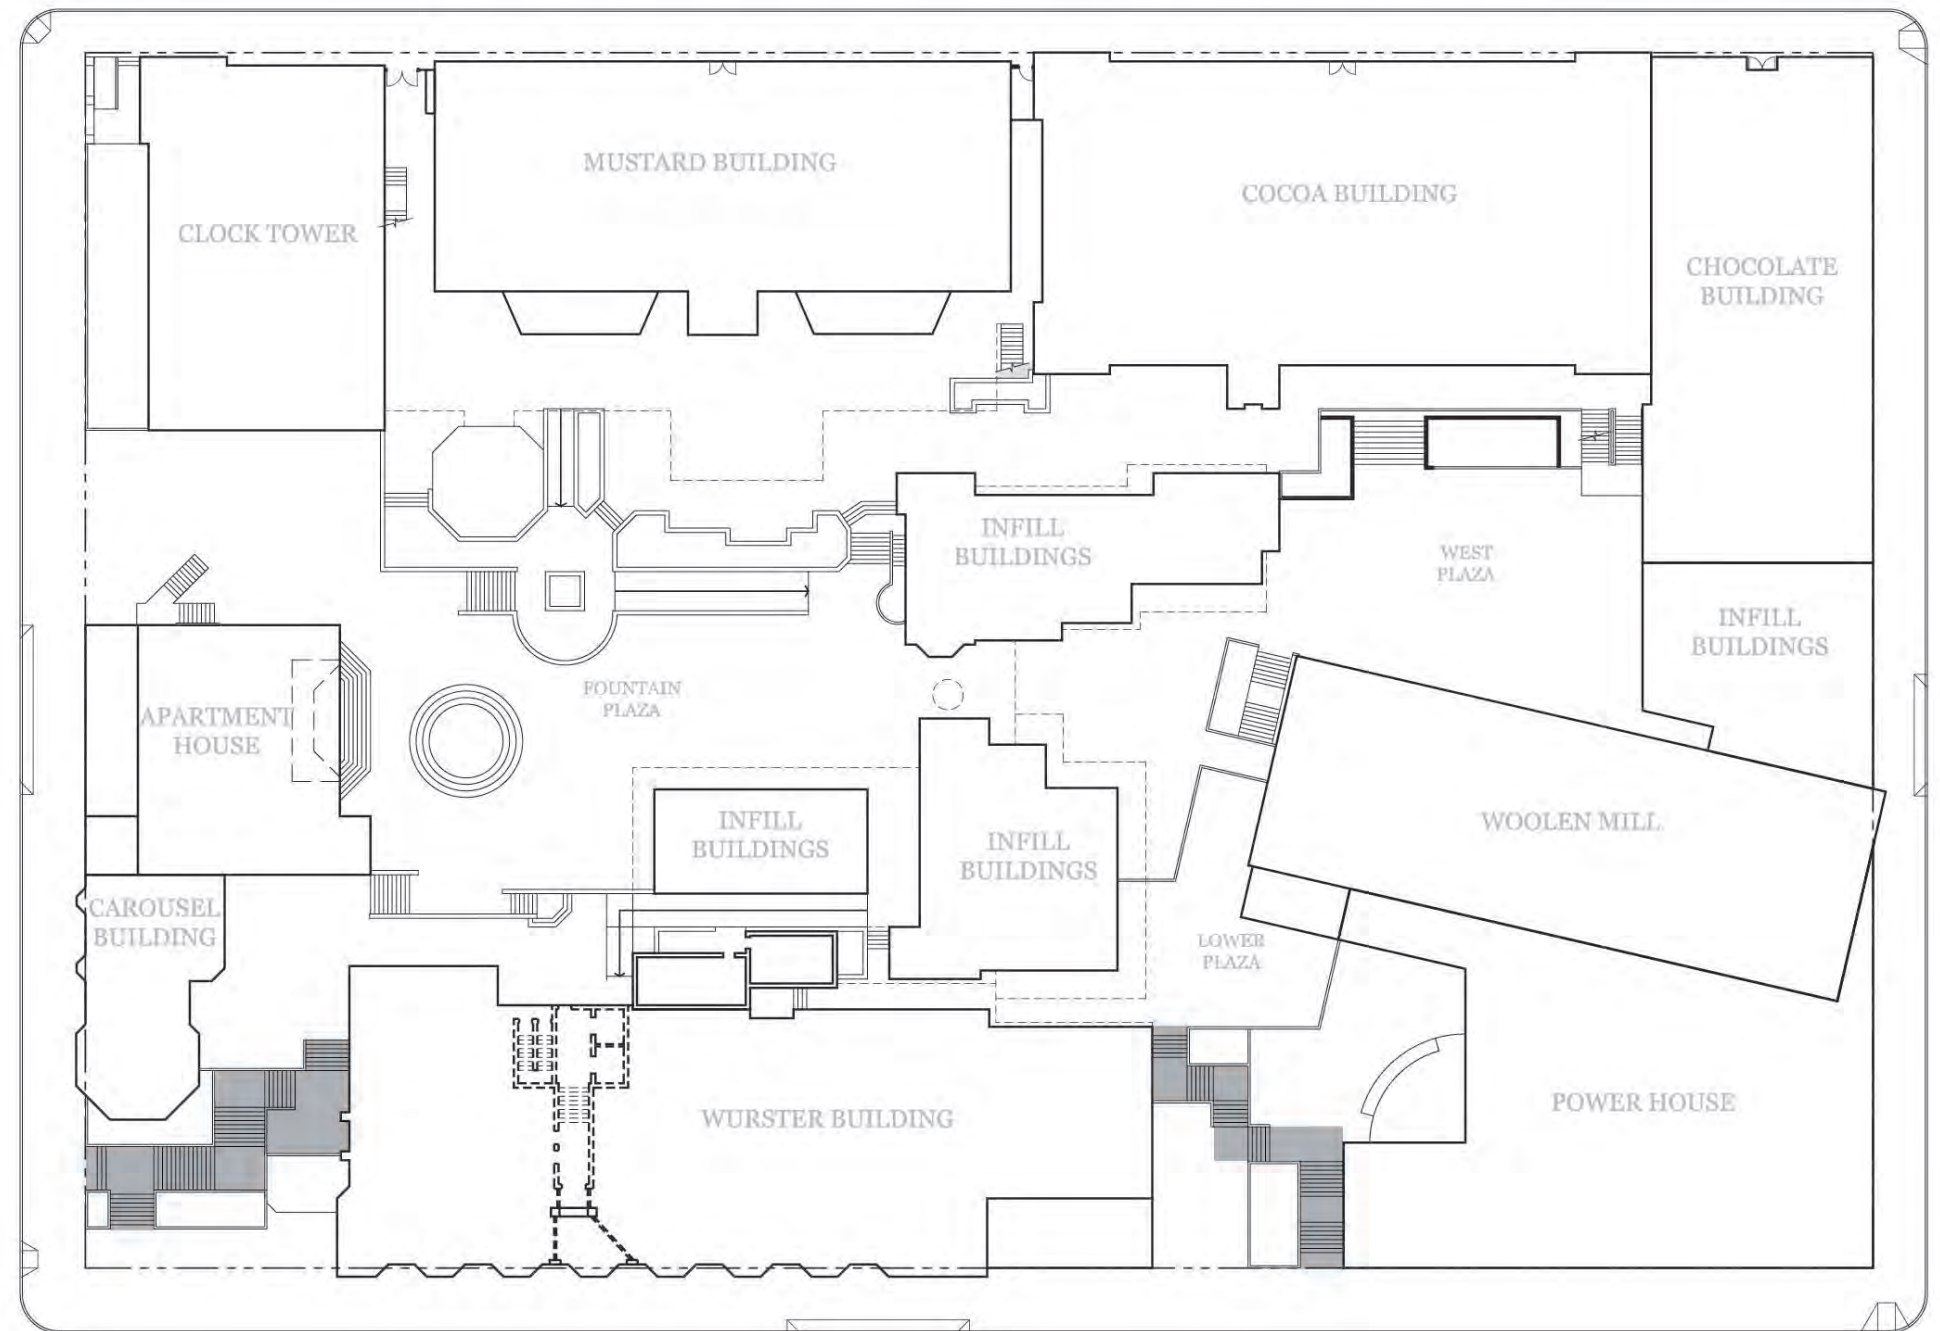 MUSTARD BUILDING
COCOA BUILDING
CLOCK TOWER
CHOCOLATE
BUILDING
INFILL
BUILDINGS
WEST
PLAZA
INFILL
BUILDINGS
FOUNTAIN
PLAZA
APARTMENT
HOUSE
INFILL
BUILDINGS
INFILL
BUILDINGS
WOOLEN MILL
CAROUSEL
BUILDING
LOWER
PLAZA
WURSTER BUILDING
POWER HOUSE